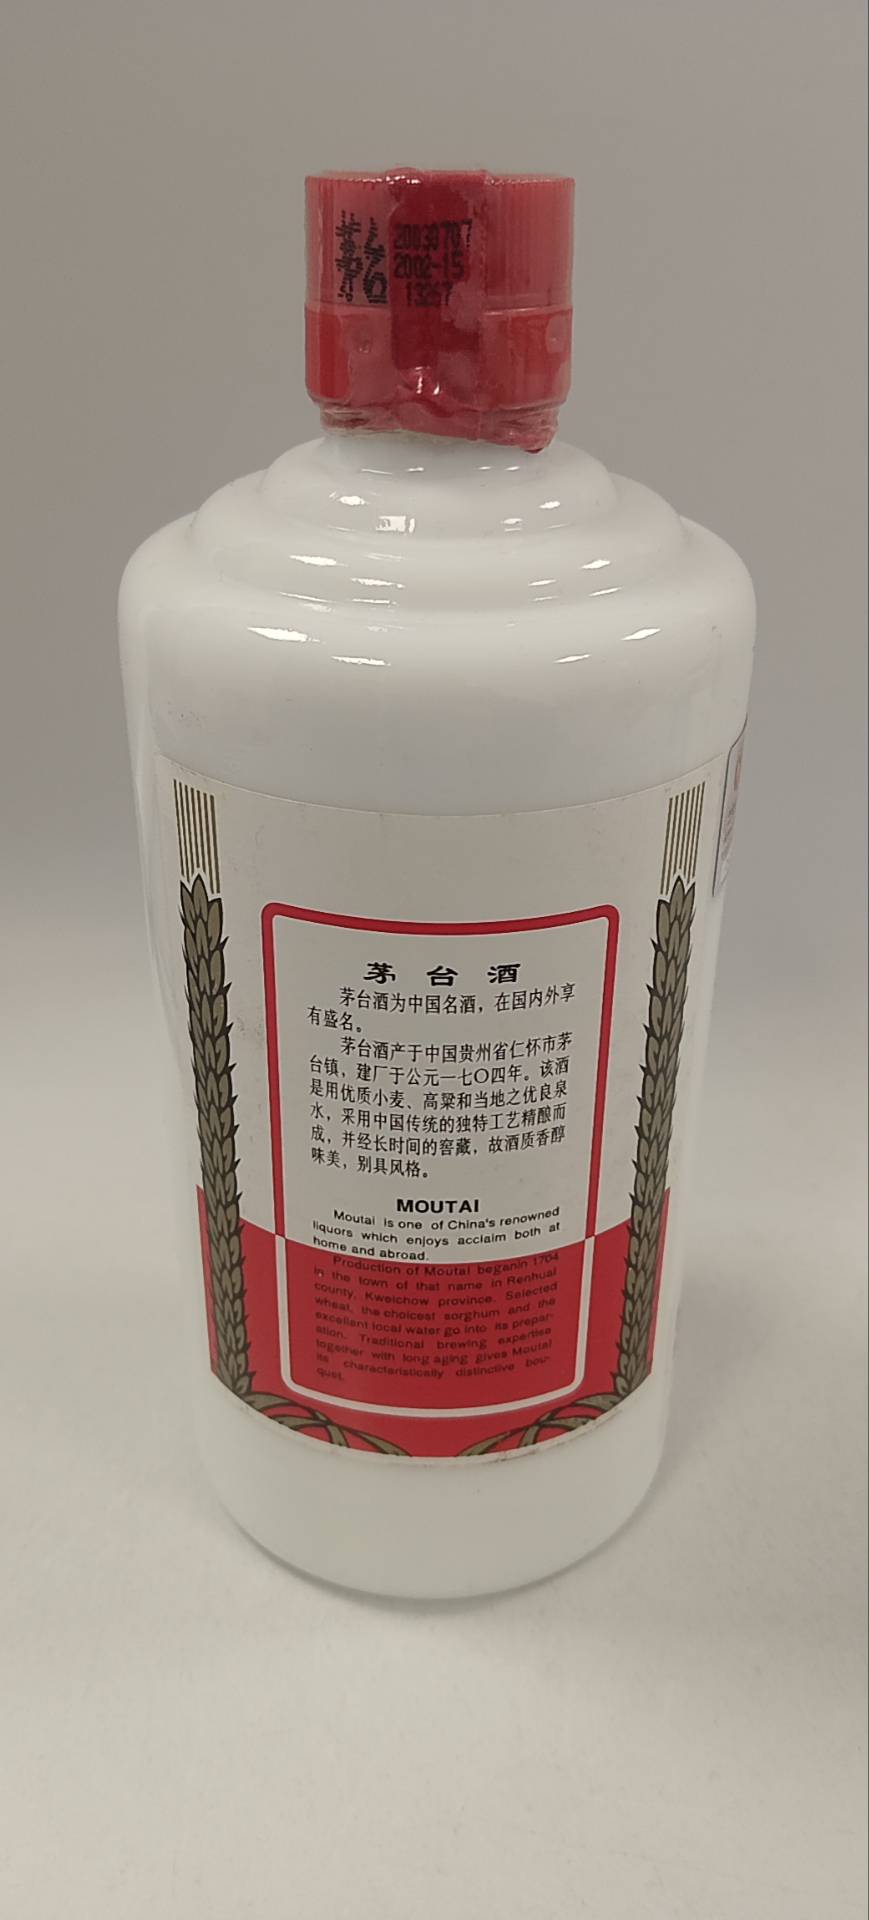 茅台
20030707
2002-15
13267
茅台酒
茅台酒为中国名酒，在国内外享
有盛名。
茅台酒产于中国贵州省仁怀市茅
台镇，建厂于公元一七〇四年。该酒
是用优质小麦、高粱和当地之优良泉
水，采用中国传统的独特工艺精酿而
成，并经长时间的窖藏，故酒质香醇
味美，别具风格。
MOUTAI
Moutai is one of China's renowned
liquors which enjoys acclaim both at
home and abroad.
Production of Moutai beganin 1704
in the town of that name in Renhuai
county, Kweichow province. Selected
wheat, the choicest sorghum and the
excellent local water go into its prepar-
ation. Traditional brewing expertise
together with long aging gives Moutai
its characteristically distinctive bou-
quet.